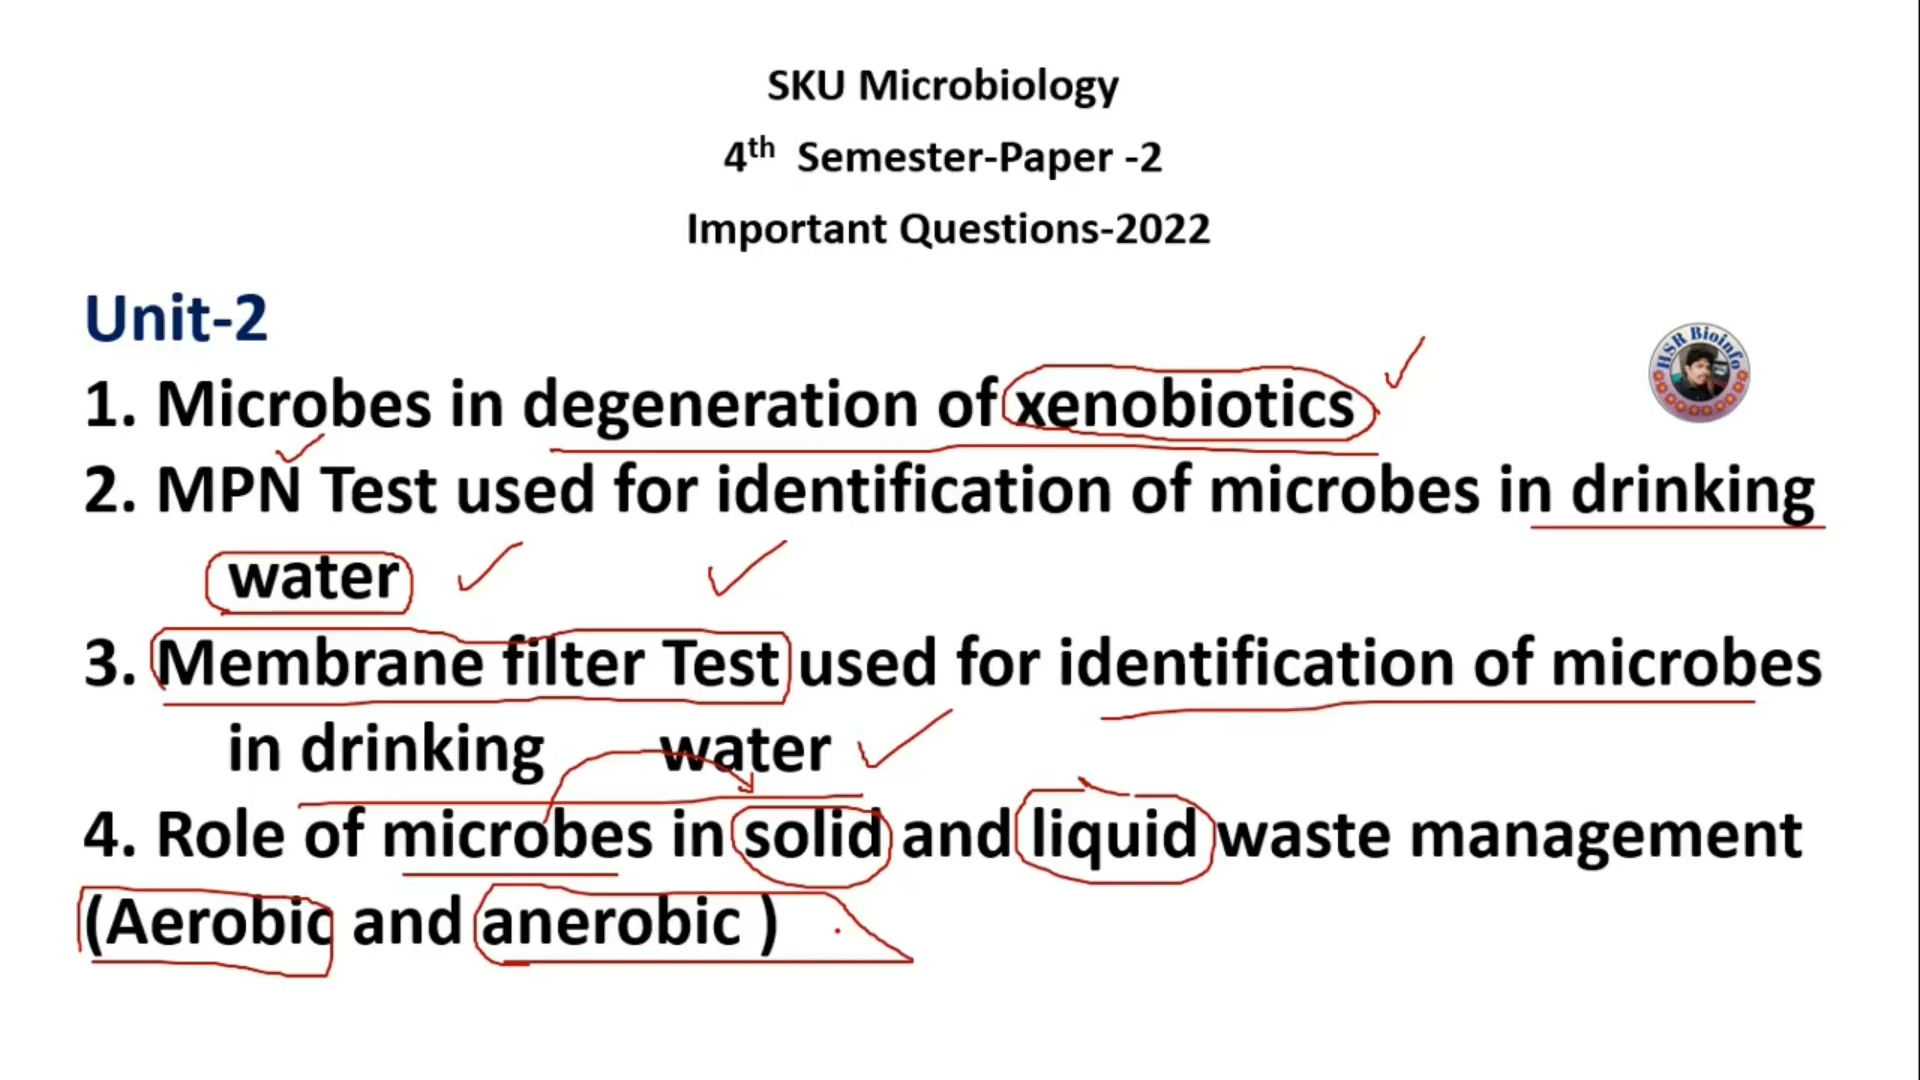 SKU Microbiology
4th Semester-Paper -2
Important Questions-2022
Unit-2
HSR Bioinfo
1. Microbes in degeneration of xenobiotics
2. MPN Test used for identification of microbes in drinking
water
3. Membrane filter Test used for identification of microbes
in drinking water
4. Role of microbes in solid and liquid waste management
(Aerobic and anerobic )